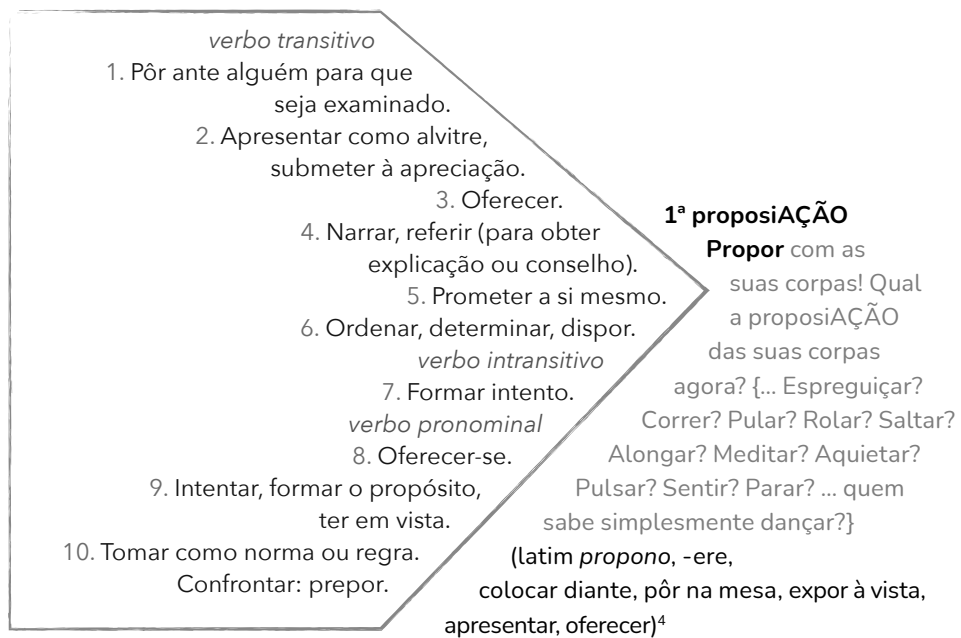 verbo transitivo
1. Pôr ante alguém para que
seja examinado.
2. Apresentar como alvitre,
submeter à apreciação.
3. Oferecer.
4. Narrar, referir (para obter
explicação ou conselho).
5. Prometer a si mesmo.
6. Ordenar, determinar, dispor.
verbo intransitivo
7. Formar intento.
verbo pronominal
8. Oferecer-se.
9. Intentar, formar o propósito,
ter em vista.
10. Tomar como norma ou regra.
Confrontar: prepor.
1ª proposiAÇÃO
Propor com as
suas corpas! Qual
a proposiAÇÃO
das suas corpas
agora? {... Espreguiçar?
Correr? Pular? Rolar? Saltar?
Alongar? Meditar? Aquietar?
Pulsar? Sentir? Parar? ... quem
sabe simplesmente dançar?}
(latim propono, -ere,
colocar diante, pôr na mesa, expor à vista,
apresentar, oferecer)⁴